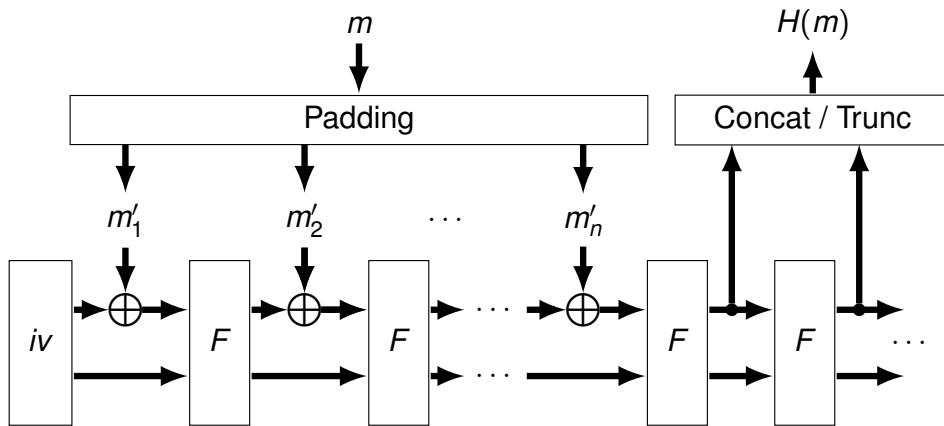 m H(m)
Padding Concat / Trunc
m′₁ m′₂ ··· m′ₙ
··· ···
iv F F F F ···